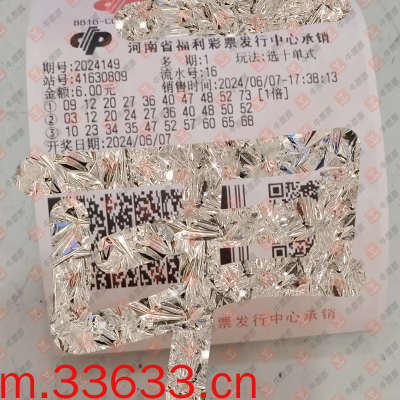 河南省福利彩票发行中心承销
期号:2024149 多期:1 玩法:选十单式
站号:41630809 流水号:16
金额:6.00元 销售时间:2024/06/07-17:38:13
① 09 12 20 27 36 40 47 48 52 73 [1倍]
② 03 12 20 24 27 36 40 48 50 52
③ 10 23 34 35 47 52 57 60 65 68
开奖日期:2024/06/07
票发行中心承销
m.33633.cn